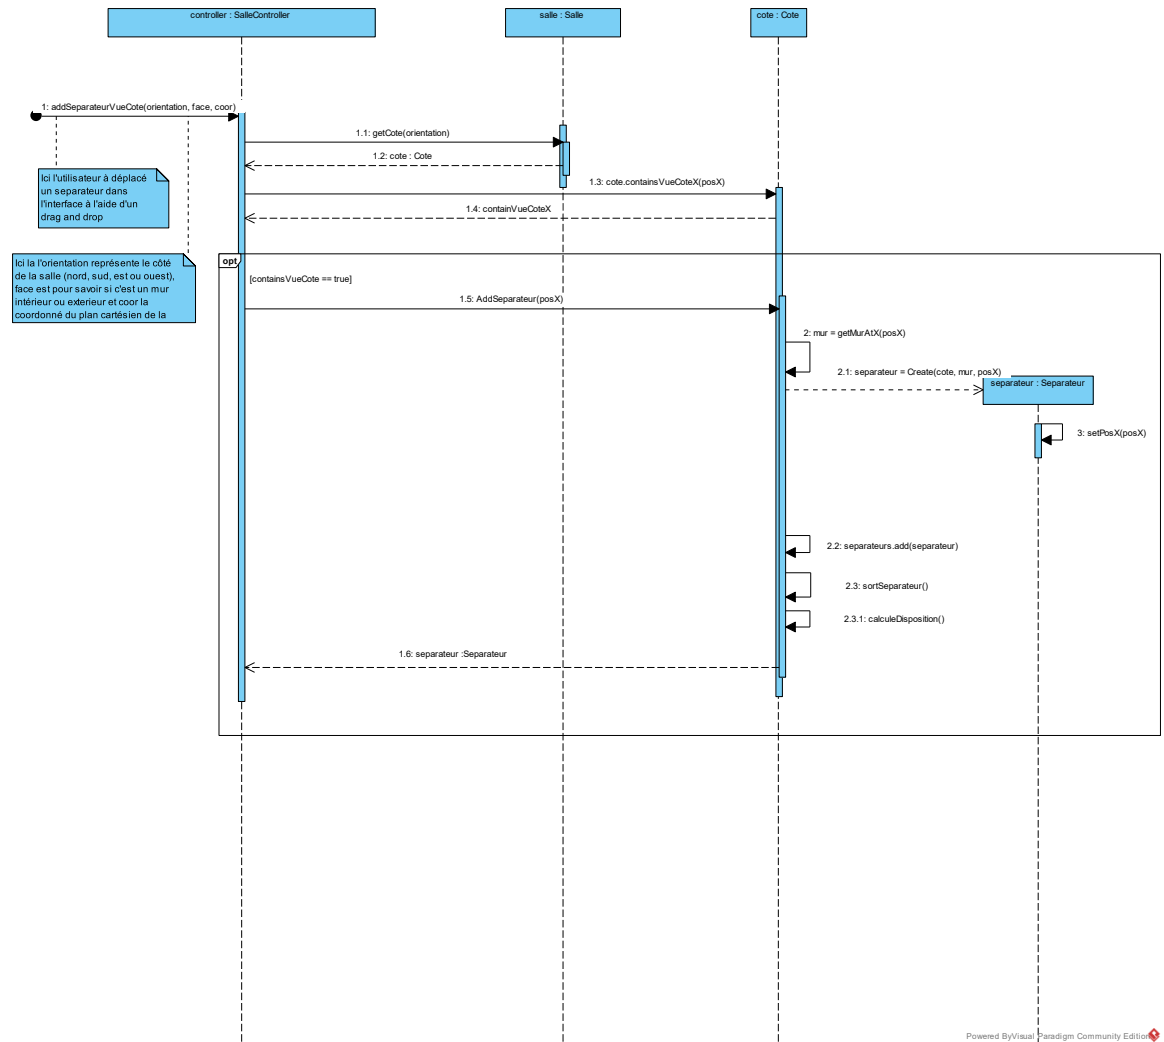 controller : SalleController
salle : Salle
cote : Cote
1: addSeparateurVueCote(orientation, face, coor)
1.1: getCote(orientation)
1.2: cote : Cote
Ici l'utilisateur à déplacé
un separateur dans
l'interface à l'aide d'un
drag and drop
1.3: cote.containsVueCoteX(posX)
1.4: containVueCoteX
Ici la l'orientation représente le côté
de la salle (nord, sud, est ou ouest),
face est pour savoir si c'est un mur
intérieur ou exterieur et coor la
coordonné du plan cartésien de la
opt
[containsVueCote == true]
1.5: AddSeparateur(posX)
2: mur = getMurAtX(posX)
2.1: separateur = Create(cote, mur, posX)
separateur : Separateur
3: setPosX(posX)
2.2: separateurs.add(separateur)
2.3: sortSeparateur()
2.3.1: calculeDisposition()
1.6: separateur :Separateur
Powered ByVisual Paradigm Community Edition